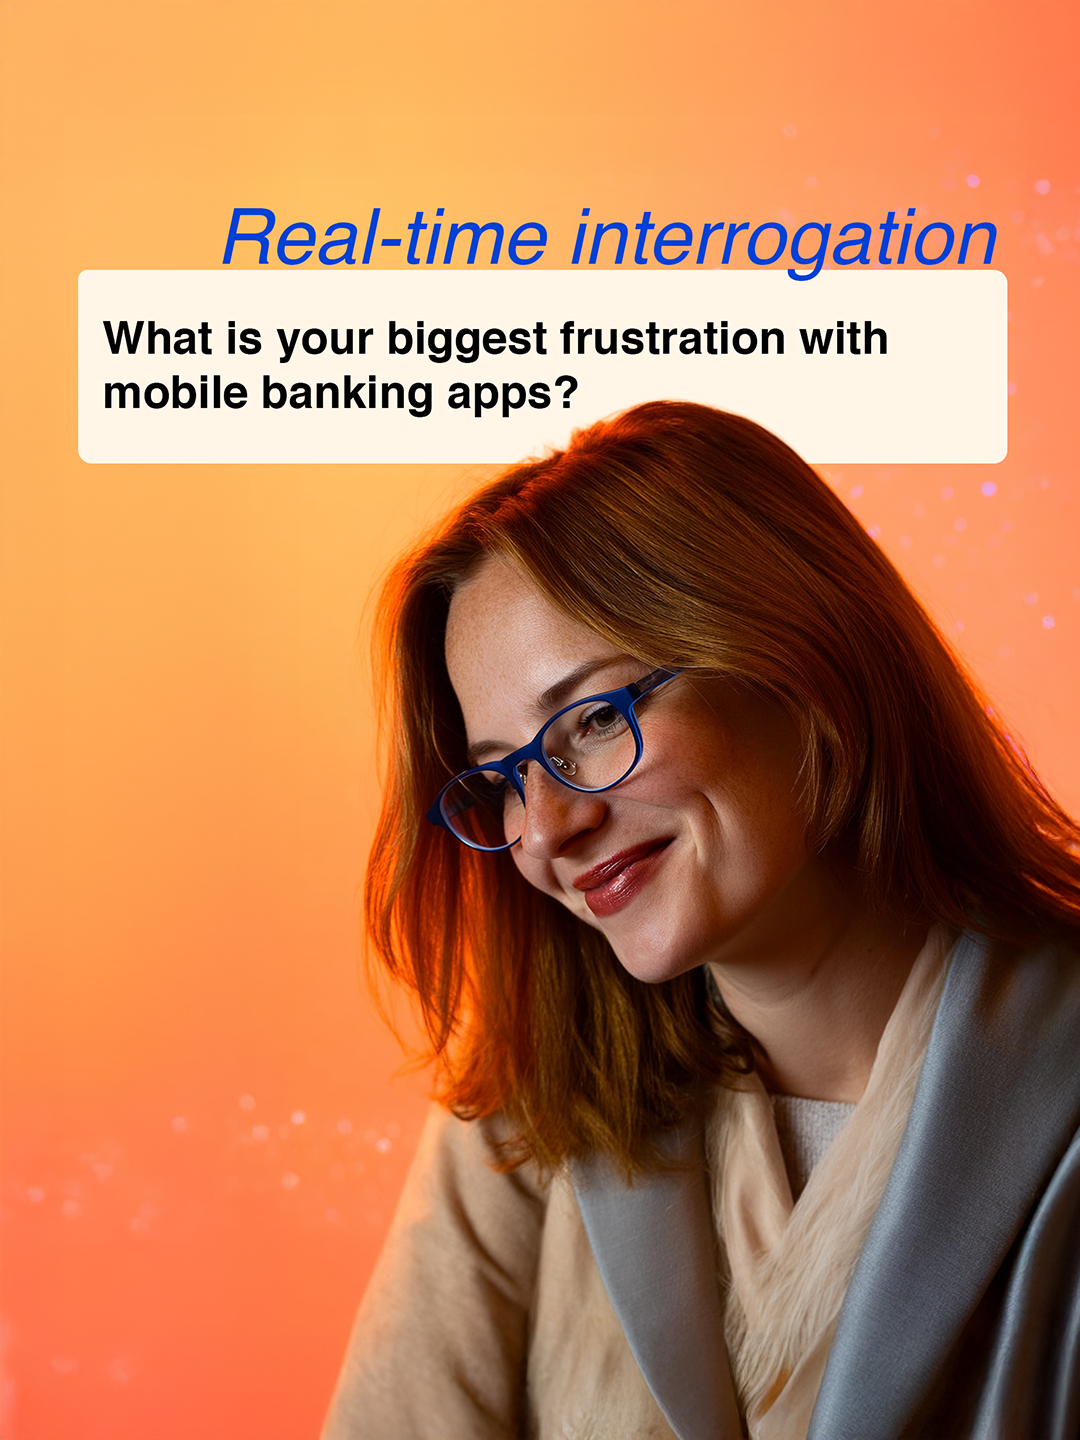 Real-time interrogation
What is your biggest frustration with
mobile banking apps?